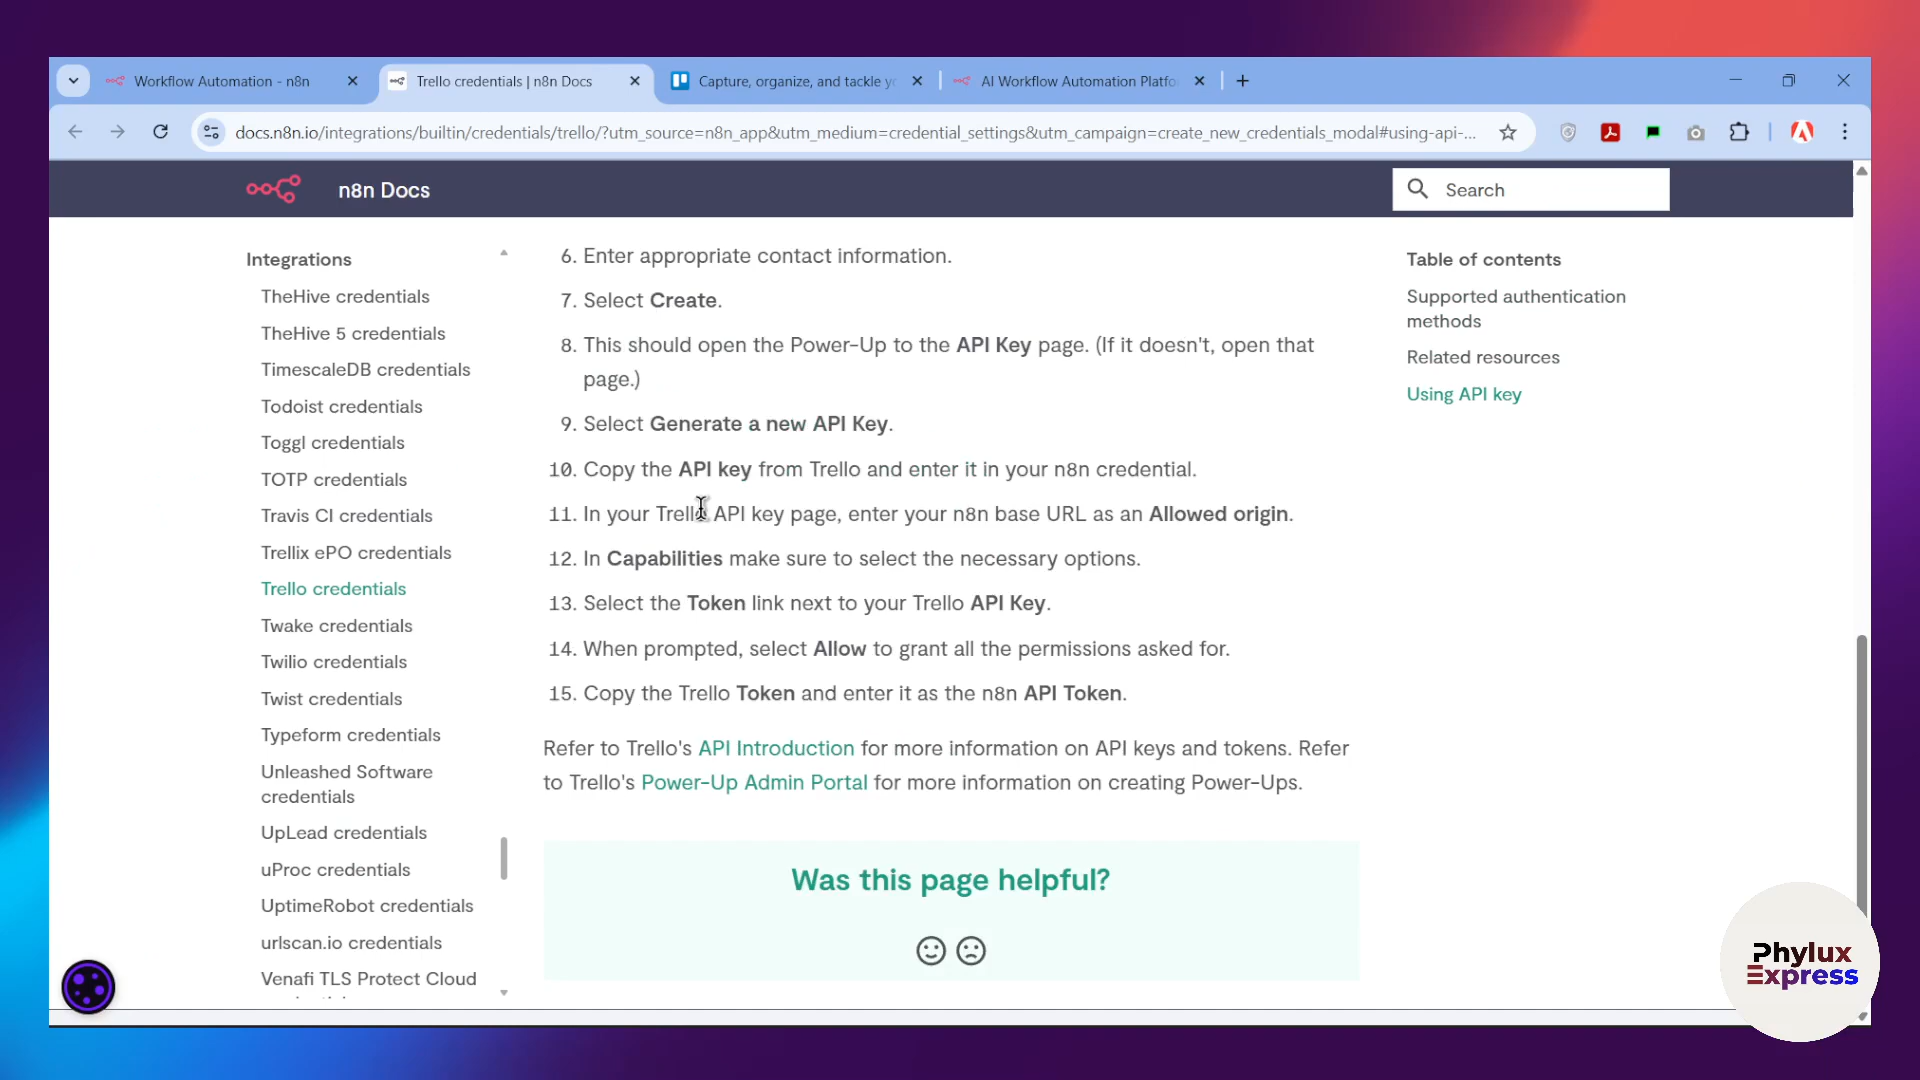 Workflow Automation - n8n
Trello credentials | n8n Docs
Capture, organize, and tackle y
AI Workflow Automation Platfo
docs.n8n.io/integrations/builtin/credentials/trello/?utm_source=n8n_app&utm_medium=credential_settings&utm_campaign=create_new_credentials_modal#using-api-...
n8n Docs
Search
Integrations
TheHive credentials
TheHive 5 credentials
TimescaleDB credentials
Todoist credentials
Toggl credentials
TOTP credentials
Travis CI credentials
Trellix ePO credentials
Trello credentials
Twake credentials
Twilio credentials
Twist credentials
Typeform credentials
Unleashed Software
credentials
UpLead credentials
uProc credentials
UptimeRobot credentials
urlscan.io credentials
Venafi TLS Protect Cloud
6. Enter appropriate contact information.
7. Select Create.
8. This should open the Power-Up to the API Key page. (If it doesn't, open that
page.)
9. Select Generate a new API Key.
10. Copy the API key from Trello and enter it in your n8n credential.
11. In your Trello API key page, enter your n8n base URL as an Allowed origin.
12. In Capabilities make sure to select the necessary options.
13. Select the Token link next to your Trello API Key.
14. When prompted, select Allow to grant all the permissions asked for.
15. Copy the Trello Token and enter it as the n8n API Token.
Refer to Trello's API Introduction for more information on API keys and tokens. Refer
to Trello's Power-Up Admin Portal for more information on creating Power-Ups.
Was this page helpful?
Table of contents
Supported authentication
methods
Related resources
Using API key
Phylux
Express